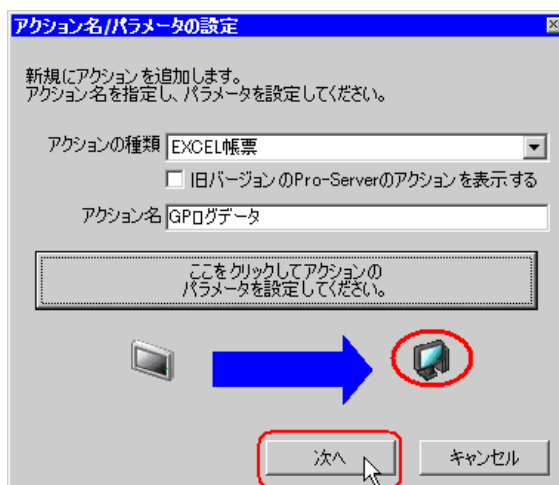 アクション名/パラメータの設定
新規にアクションを追加します。
アクション名を指定し、パラメータを設定してください。
アクションの種類 EXCEL帳票
旧バージョンのPro-Serverのアクションを表示する
アクション名 GPログデータ
ここをクリックしてアクションの
パラメータを設定してください。
次へ キャンセル